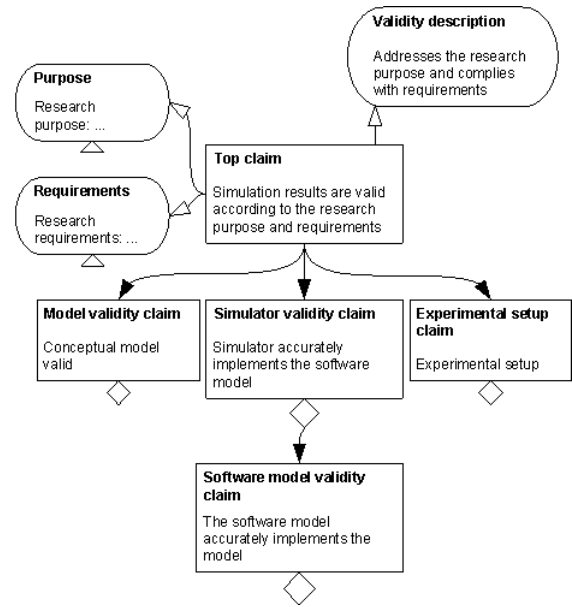 Validity description
Addresses the research
purpose and complies
with requirements
Purpose
Research
purpose: ...
Requirements
Research
requirements: ...
Top claim
Simulation results are valid
according to the research
purpose and requirements
Model validity claim
Conceptual model
valid
Simulator validity claim
Simulator accurately
implements the software
model
Experimental setup
claim
Experimental setup
Software model validity
claim
The software model
accurately implements the
model